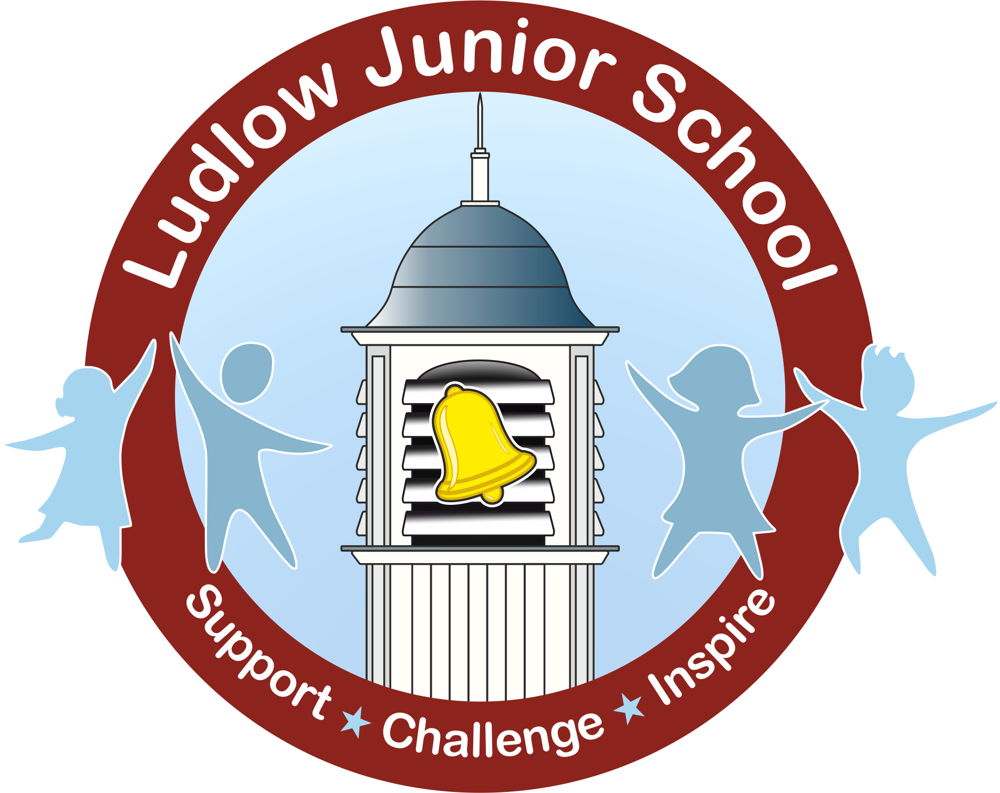 Ludlow Junior School
Support ★ Challenge ★ Inspire